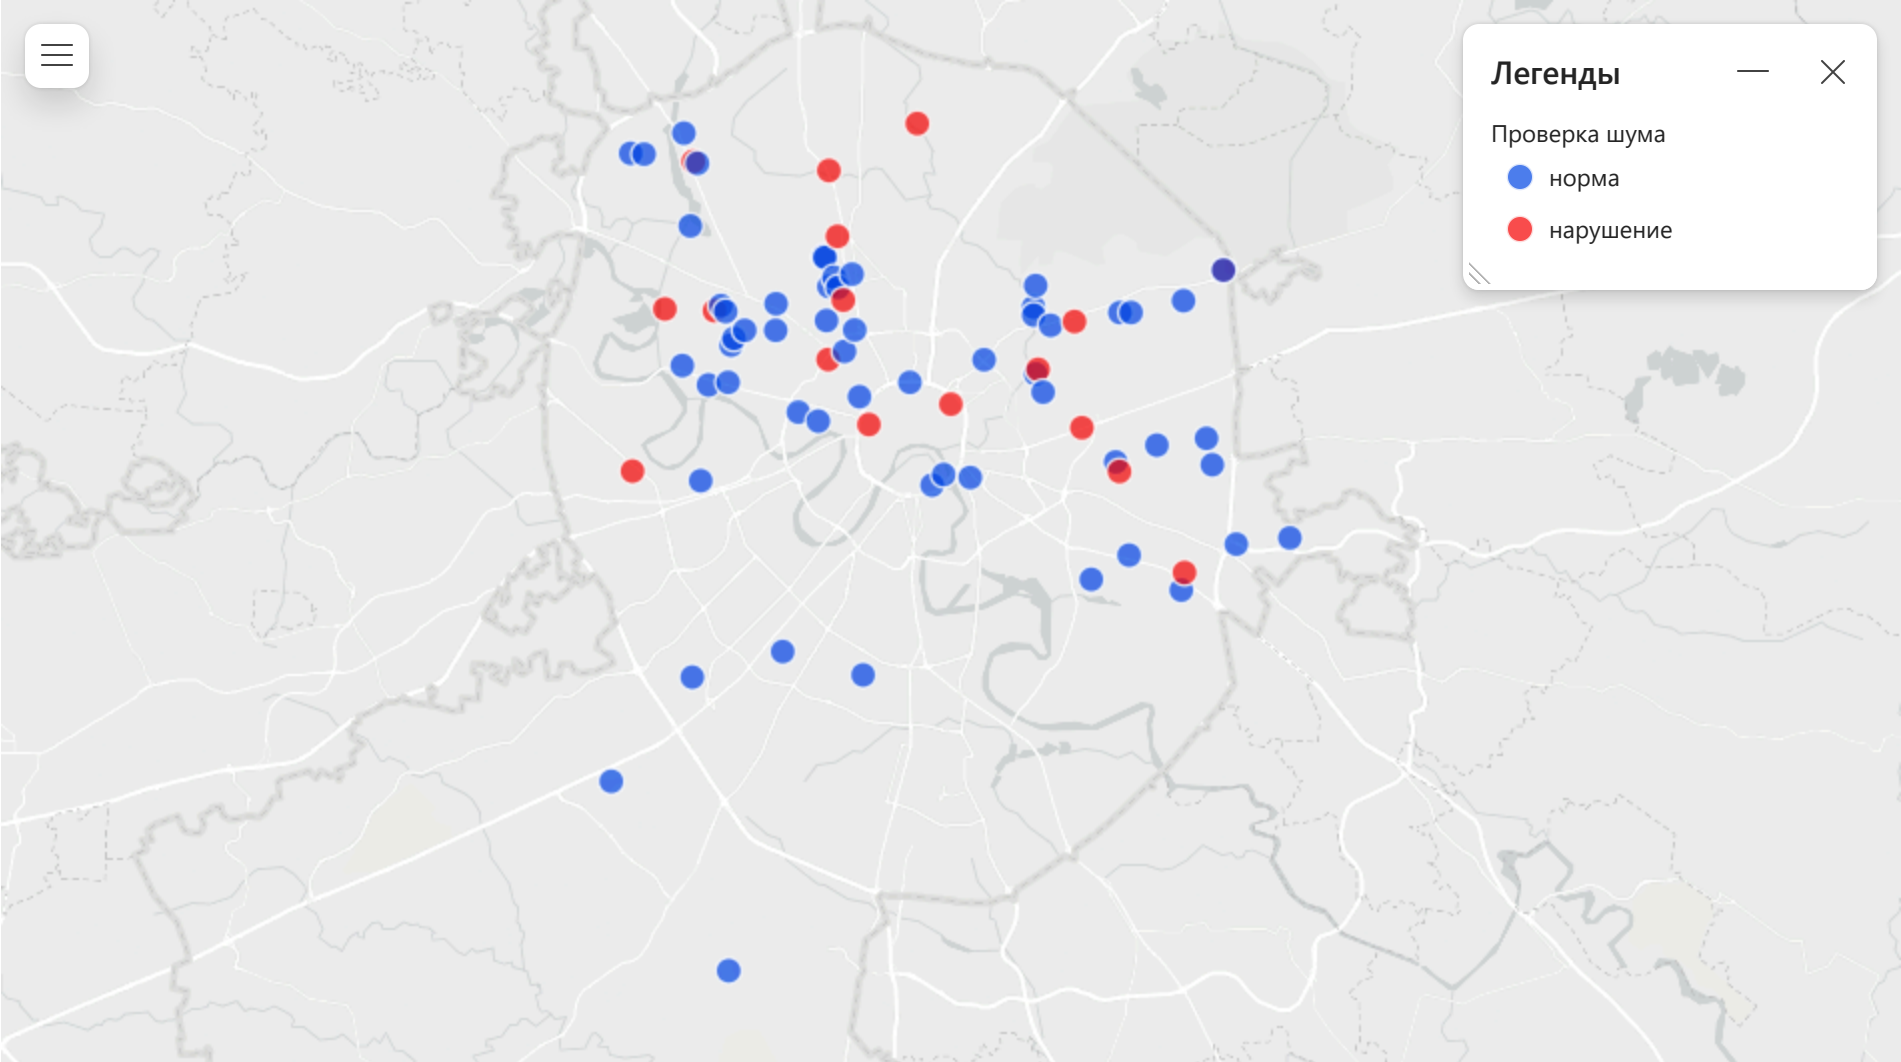 Легенды
Проверка шума
норма
нарушение